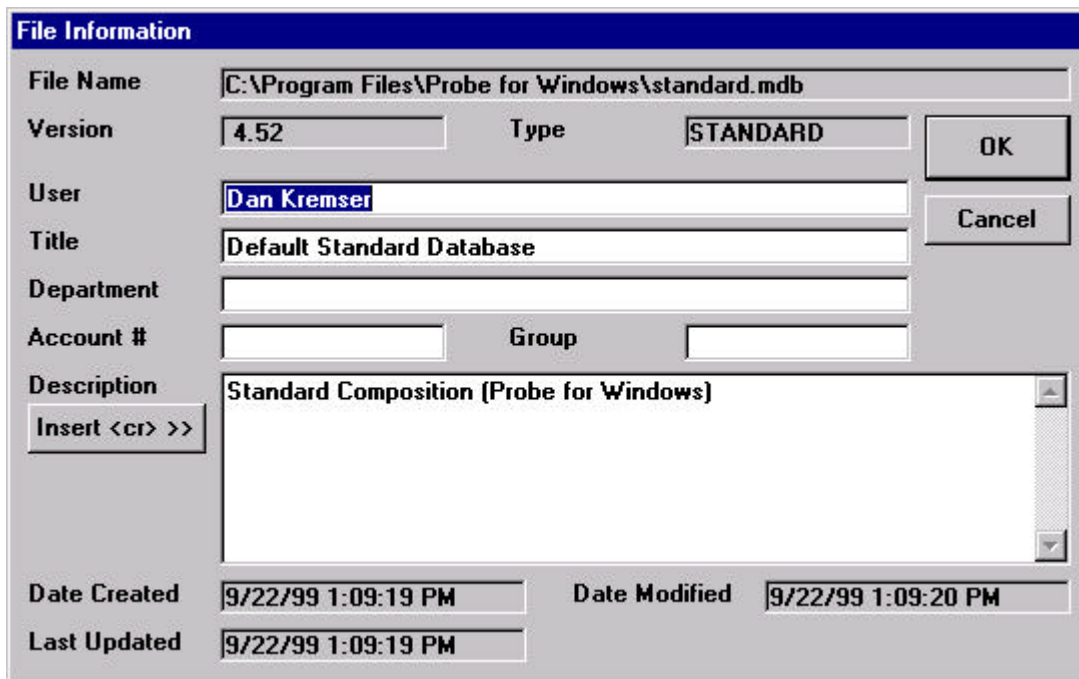 File Information
File Name C:\Program Files\Probe for Windows\standard.mdb
Version 4.52 Type STANDARD
OK
User Dan Kremser
Cancel
Title Default Standard Database
Department
Account # Group
Description Standard Composition (Probe for Windows)
Insert <cr> >>
Date Created 9/22/99 1:09:19 PM Date Modified 9/22/99 1:09:20 PM
Last Updated 9/22/99 1:09:19 PM